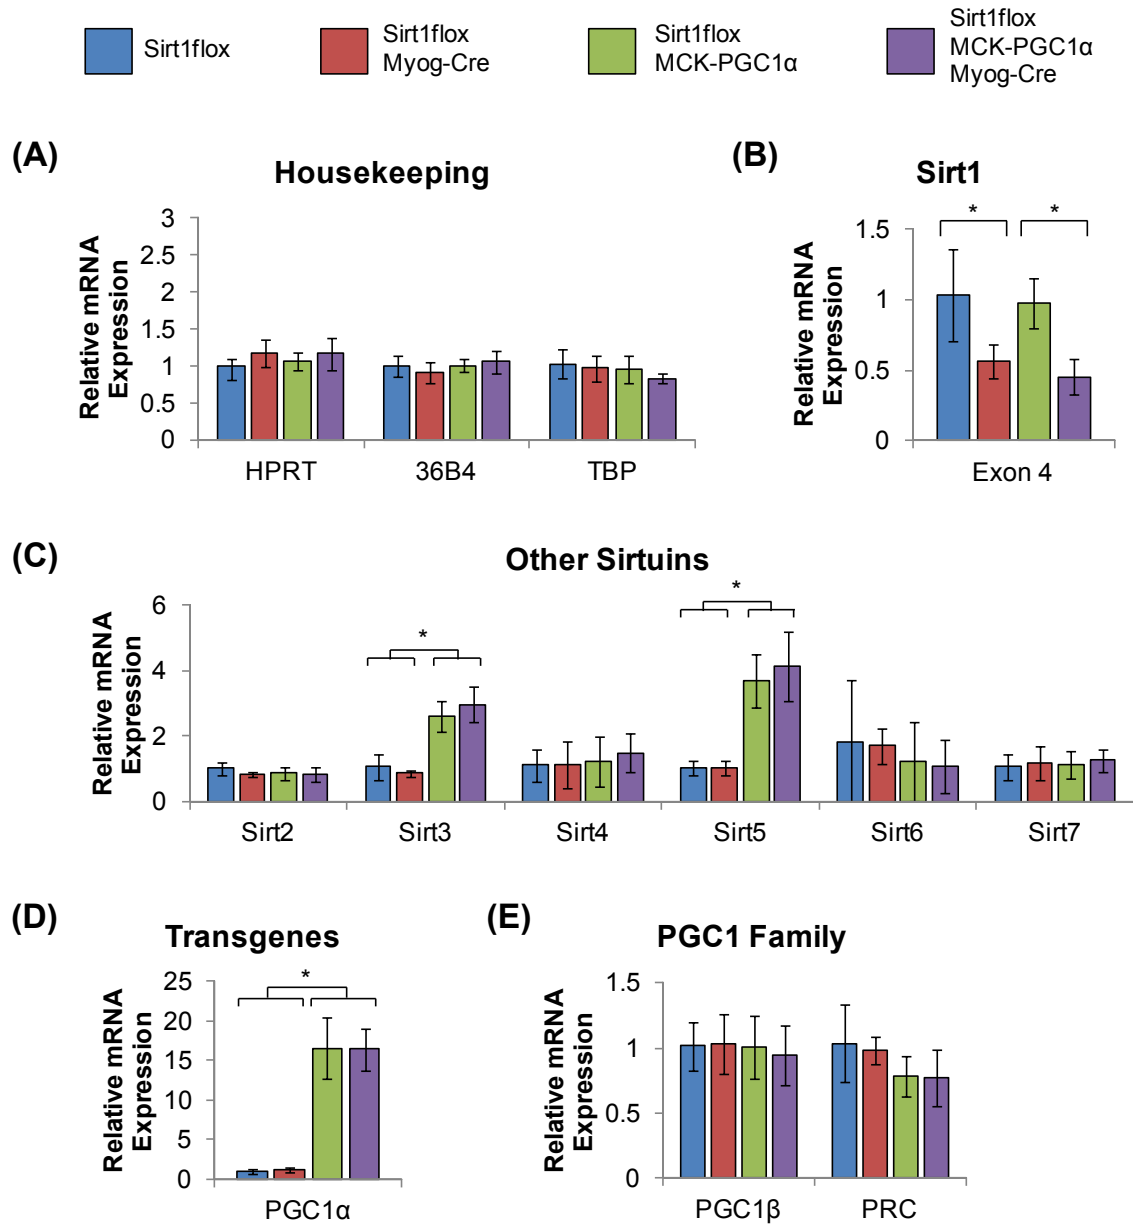 Sirt1flox
Sirt1flox
Myog-Cre
Sirt1flox
MCK-PGC1α
Sirt1flox
MCK-PGC1α
Myog-Cre
(A)
Housekeeping
Relative mRNA
Expression
3
2.5
2
1.5
1
0.5
0
HPRT
36B4
TBP
(B)
Sirt1
Relative mRNA
Expression
1.5
1
0.5
0
*
*
Exon 4
(C)
Other Sirtuins
Relative mRNA
Expression
6
4
2
0
*
*
Sirt2
Sirt3
Sirt4
Sirt5
Sirt6
Sirt7
(D)
Transgenes
Relative mRNA
Expression
25
20
15
10
5
0
*
PGC1α
(E)
PGC1 Family
Relative mRNA
Expression
1.5
1
0.5
0
PGC1β
PRC